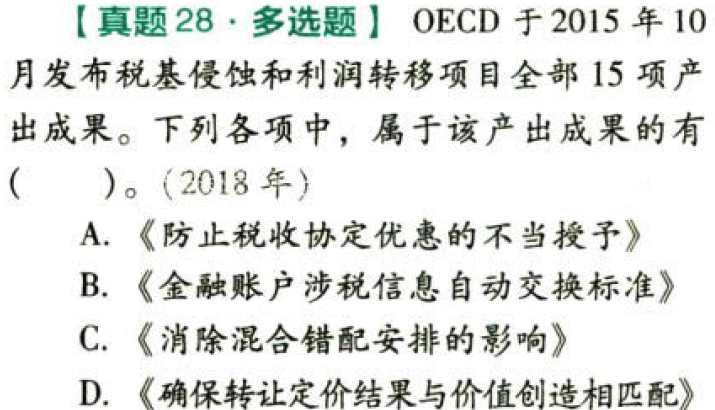 【真题28·多选题】 OECD 于 2015 年 10
月发布税基侵蚀和利润转移项目全部 15 项产
出成果。下列各项中，属于该产出成果的有
(    )。(2018 年)
A. 《防止税收协定优惠的不当授予》
B. 《金融账户涉税信息自动交换标准》
C. 《消除混合错配安排的影响》
D. 《确保转让定价结果与价值创造相匹配》